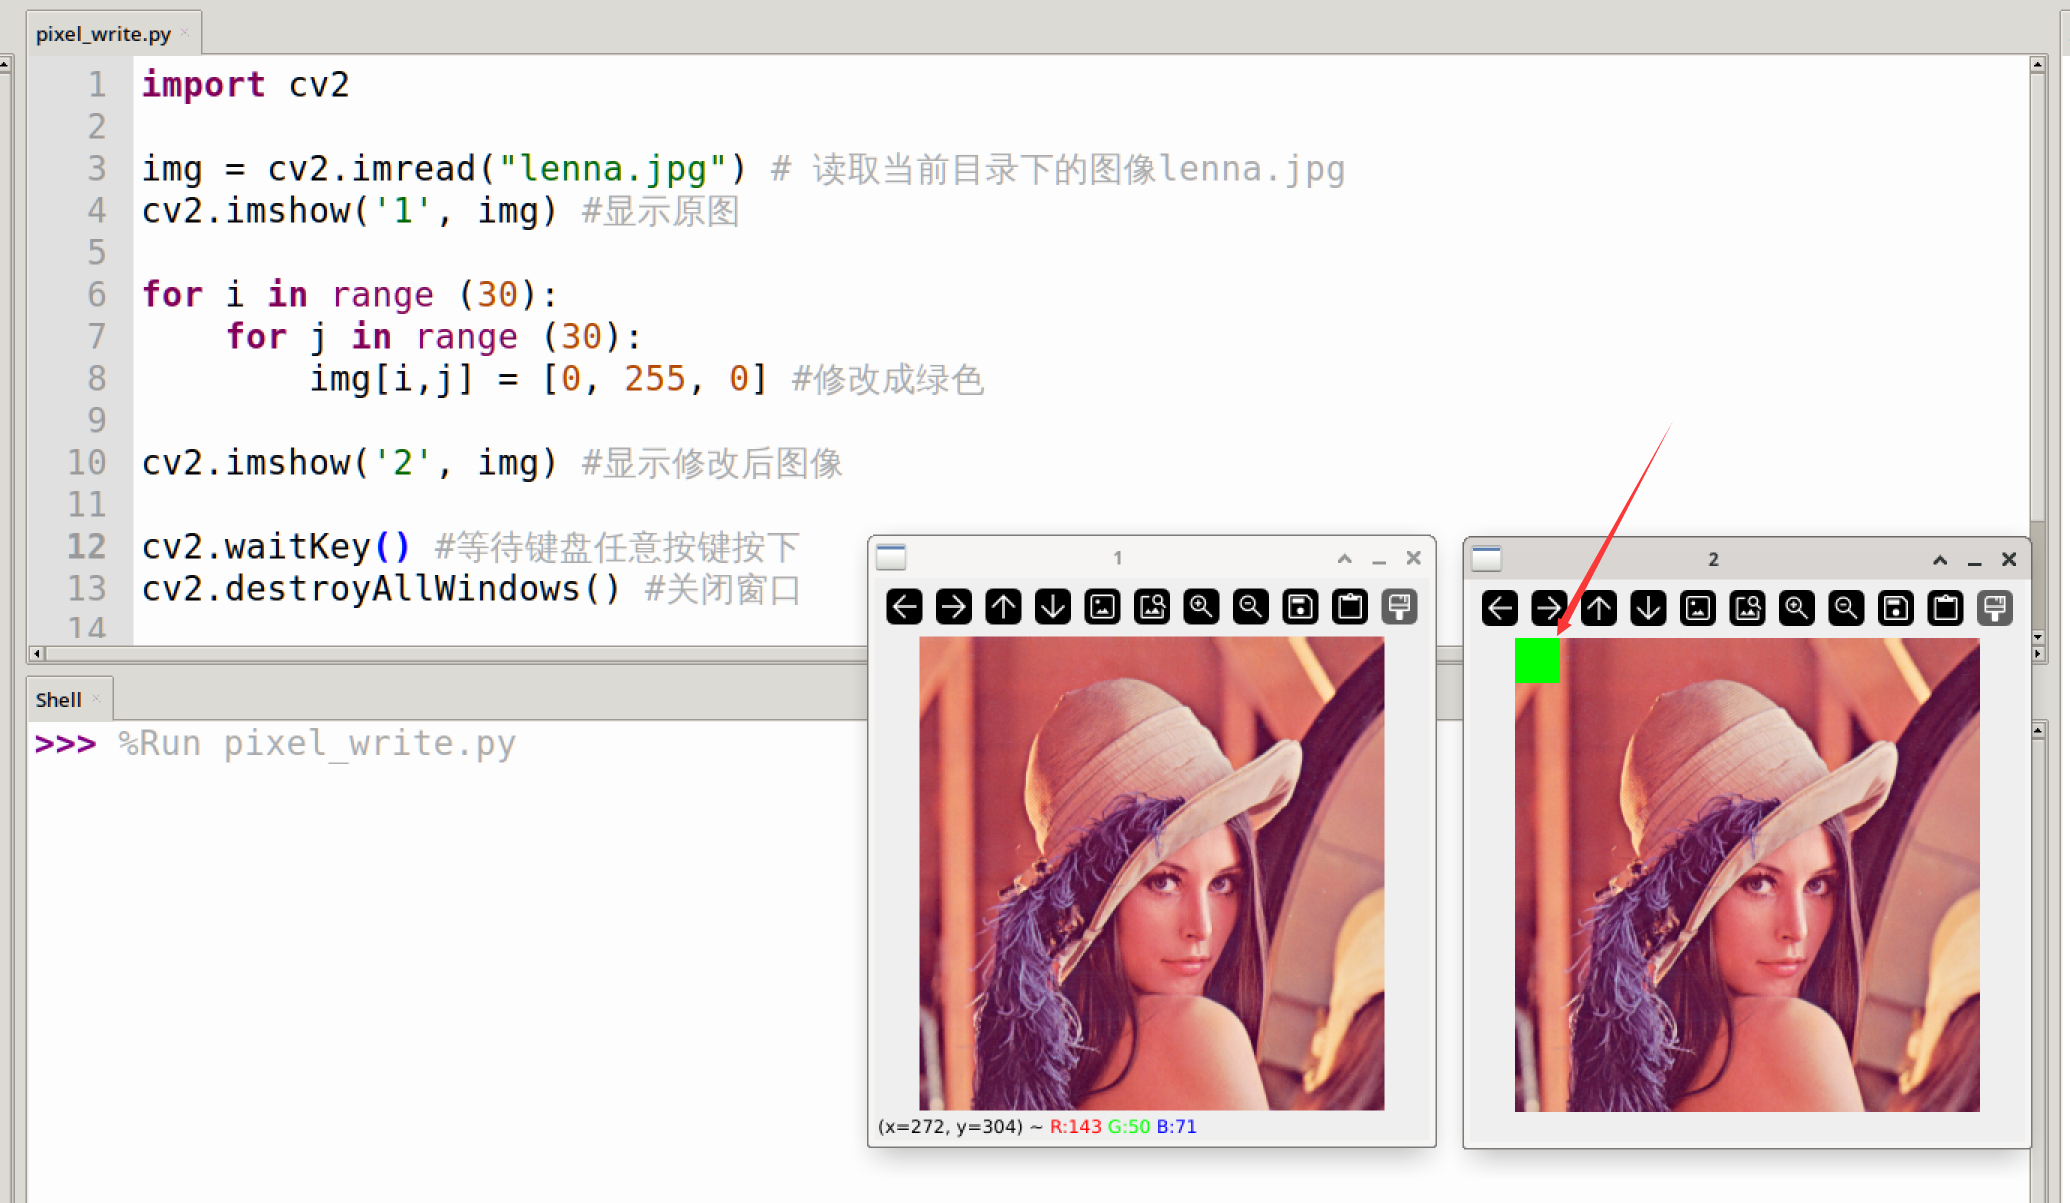 pixel_write.py
1 import cv2
2
3 img = cv2.imread("lenna.jpg") # 读取当前目录下的图像lenna.jpg
4 cv2.imshow('1', img) #显示原图
5
6 for i in range (30):
7     for j in range (30):
8         img[i,j] = [0, 255, 0] #修改成绿色
9
10 cv2.imshow('2', img) #显示修改后图像
11
12 cv2.waitKey() #等待键盘任意按键按下
13 cv2.destroyAllWindows() #关闭窗口
14
Shell
>>> %Run pixel_write.py
1
(x=272, y=304) ~ R:143 G:50 B:71
2